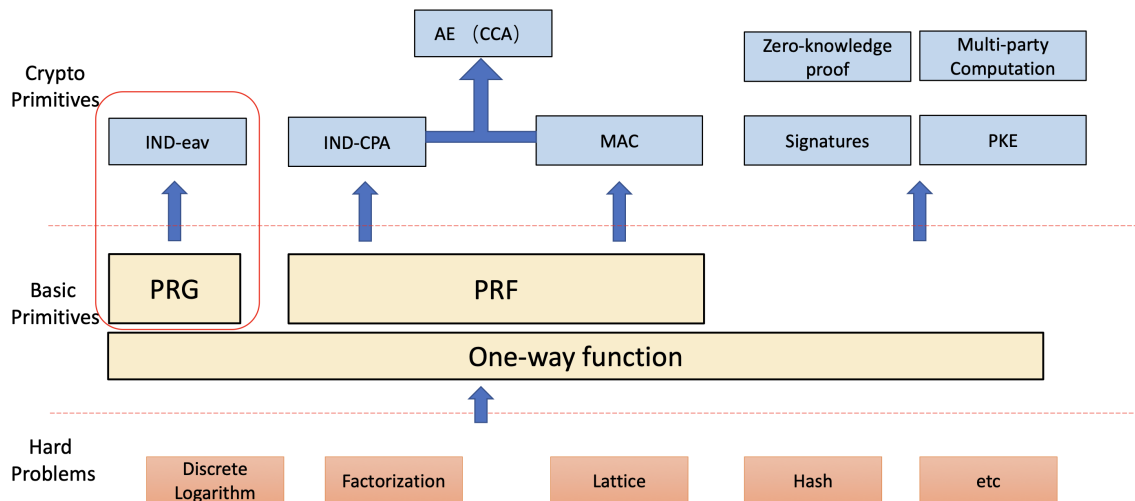 AE （CCA）
Zero-knowledge
proof
Multi-party
Computation
Crypto
Primitives
IND-eav
IND-CPA
MAC
Signatures
PKE
Basic
Primitives
PRG
PRF
One-way function
Hard
Problems
Discrete
Logarithm
Factorization
Lattice
Hash
etc